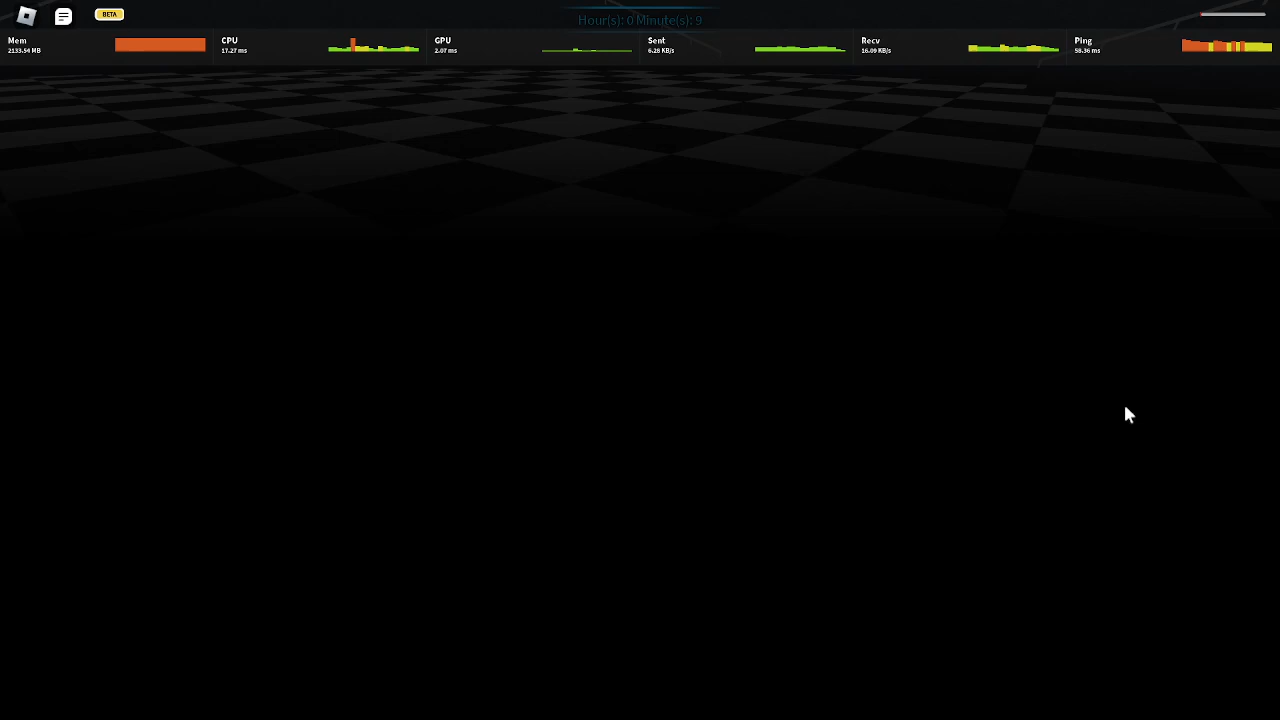 BETA
Hour(s): 0 Minute(s): 9
Mem
2133.54 MB
CPU
17.27 ms
GPU
2.07 ms
Sent
6.28 KB/s
Recv
16.09 KB/s
Ping
58.36 ms